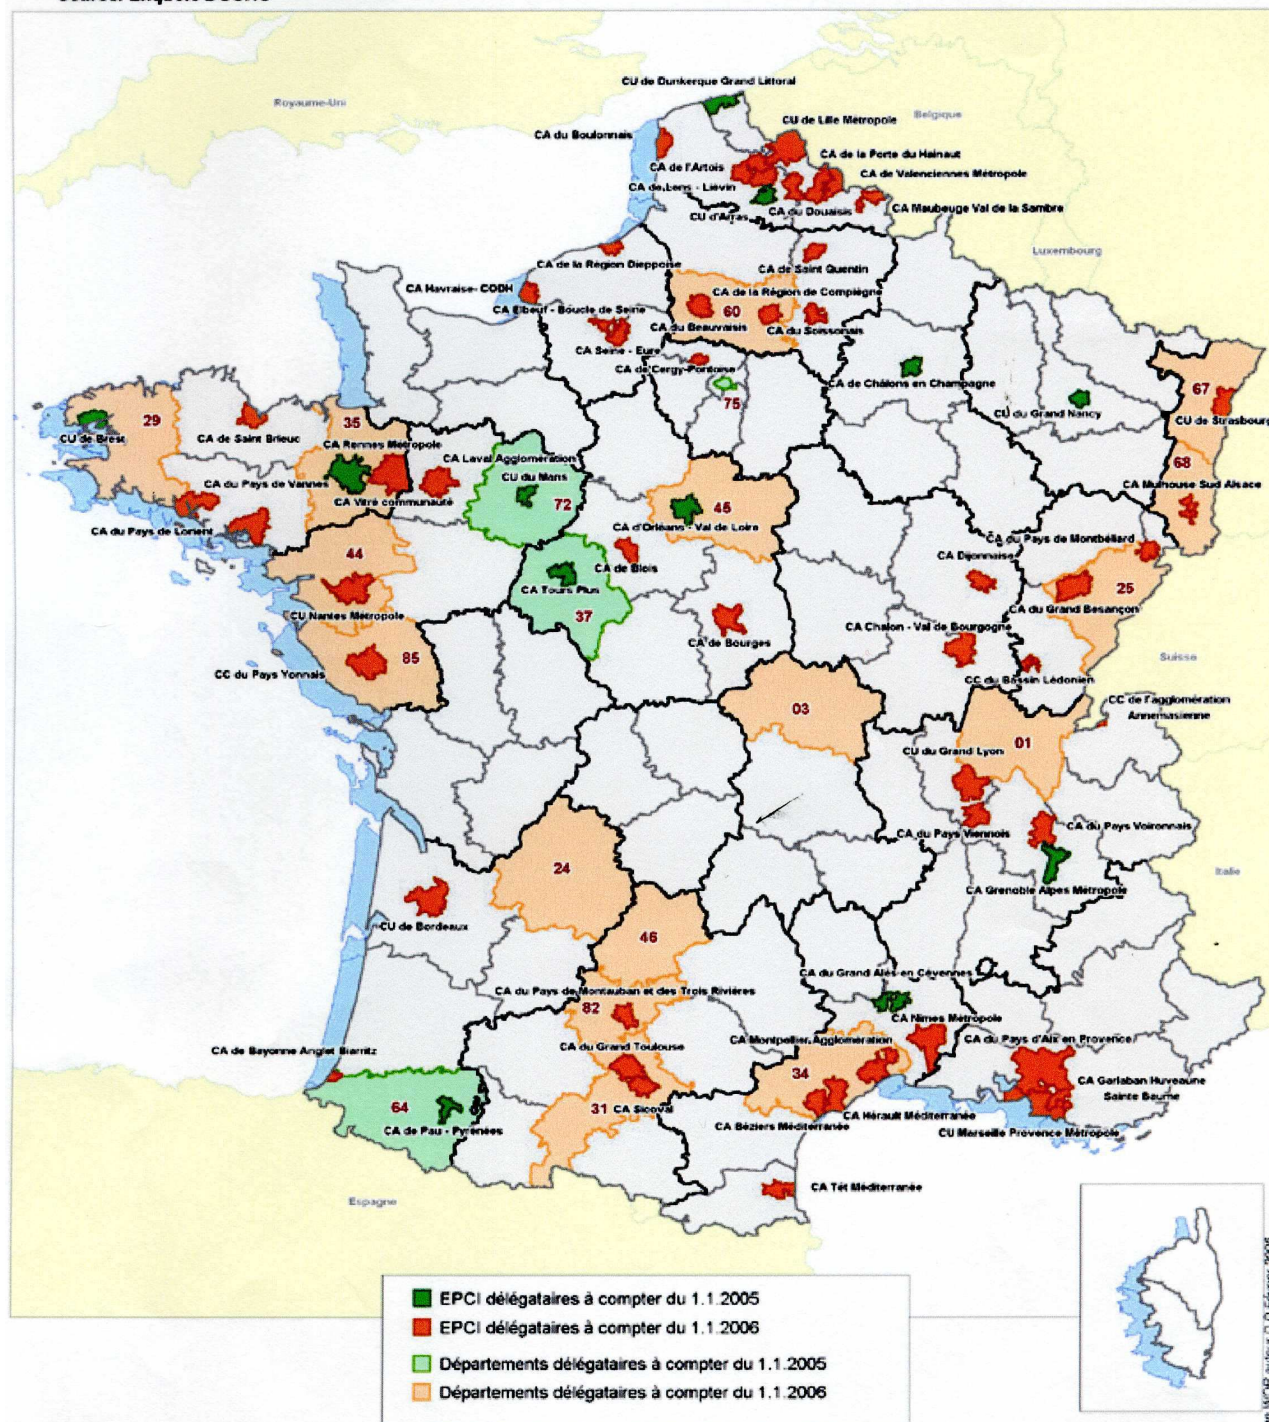 CU de Dunkerque Grand Littoral
Royaume-Uni
CU de Lille Métropole
Belgique
CA du Boulonnais
CA de la Porte du Hainaut
CA de l'Artois
CA de Valenciennes Métropole
CA de Lens - Liévin
CA Maubeuge Val de la Sambre
CU d'Arras
CA du Douaisis
Luxembourg
CA de la Région Dieppoise
CA de Saint Quentin
CA Havraise- CODH
CA de la Région de Compiègne
CA Elbeuf - Boucle de Seine
60
CA du Beauvaisis
CA du Soissonais
CA Seine - Eure
CA de Cergy-Pontoise
CA de Châlons en Champagne
67
75
CU du Grand Nancy
CU de Strasbourg
29
35
CU de Brest
CA de Saint Brieuc
CA Rennes Métropole
CA Laval Agglomération
68
CU du Mans
CA du Pays de Vannes
CA Mulhouse Sud Alsace
CA Vitré communauté
72
45
CA du Pays de Lorient
CA d'Orléans - Val de Loire
CA du Pays de Montbéliard
44
CA Dijonnaise
CA de Blois
CA Tours Plus
25
CU Nantes Métropole
37
CA du Grand Besançon
CA Chalon - Val de Bourgogne
CA de Bourges
85
Suisse
CC du Pays Yonnais
CC du Bassin Lédonien
CC de l'agglomération
Annemasienne
03
01
CU du Grand Lyon
CA du Pays Viennois
CA du Pays Voironnais
24
Italie
CA Grenoble Alpes Métropole
CU de Bordeaux
46
CA du Grand Alès en Cévennes
CA du Pays de Montauban et des Trois Rivières
82
CA Nîmes Métropole
CA Montpellier Agglomération
CA du Pays d'Aix en Provence
CA du Grand Toulouse
CA de Bayonne Anglet Biarritz
34
CA Garlaban Huveaune
Sainte Baume
64
31
CA Sicoval
CA Hérault Méditerranée
CA de Pau - Pyrénées
CA Béziers Méditerranée
CU Marseille Provence Métropole
CA Têt Méditerranée
Espagne
EPCI délégataires à compter du 1.1.2005
EPCI délégataires à compter du 1.1.2006
Départements délégataires à compter du 1.1.2005
Départements délégataires à compter du 1.1.2006